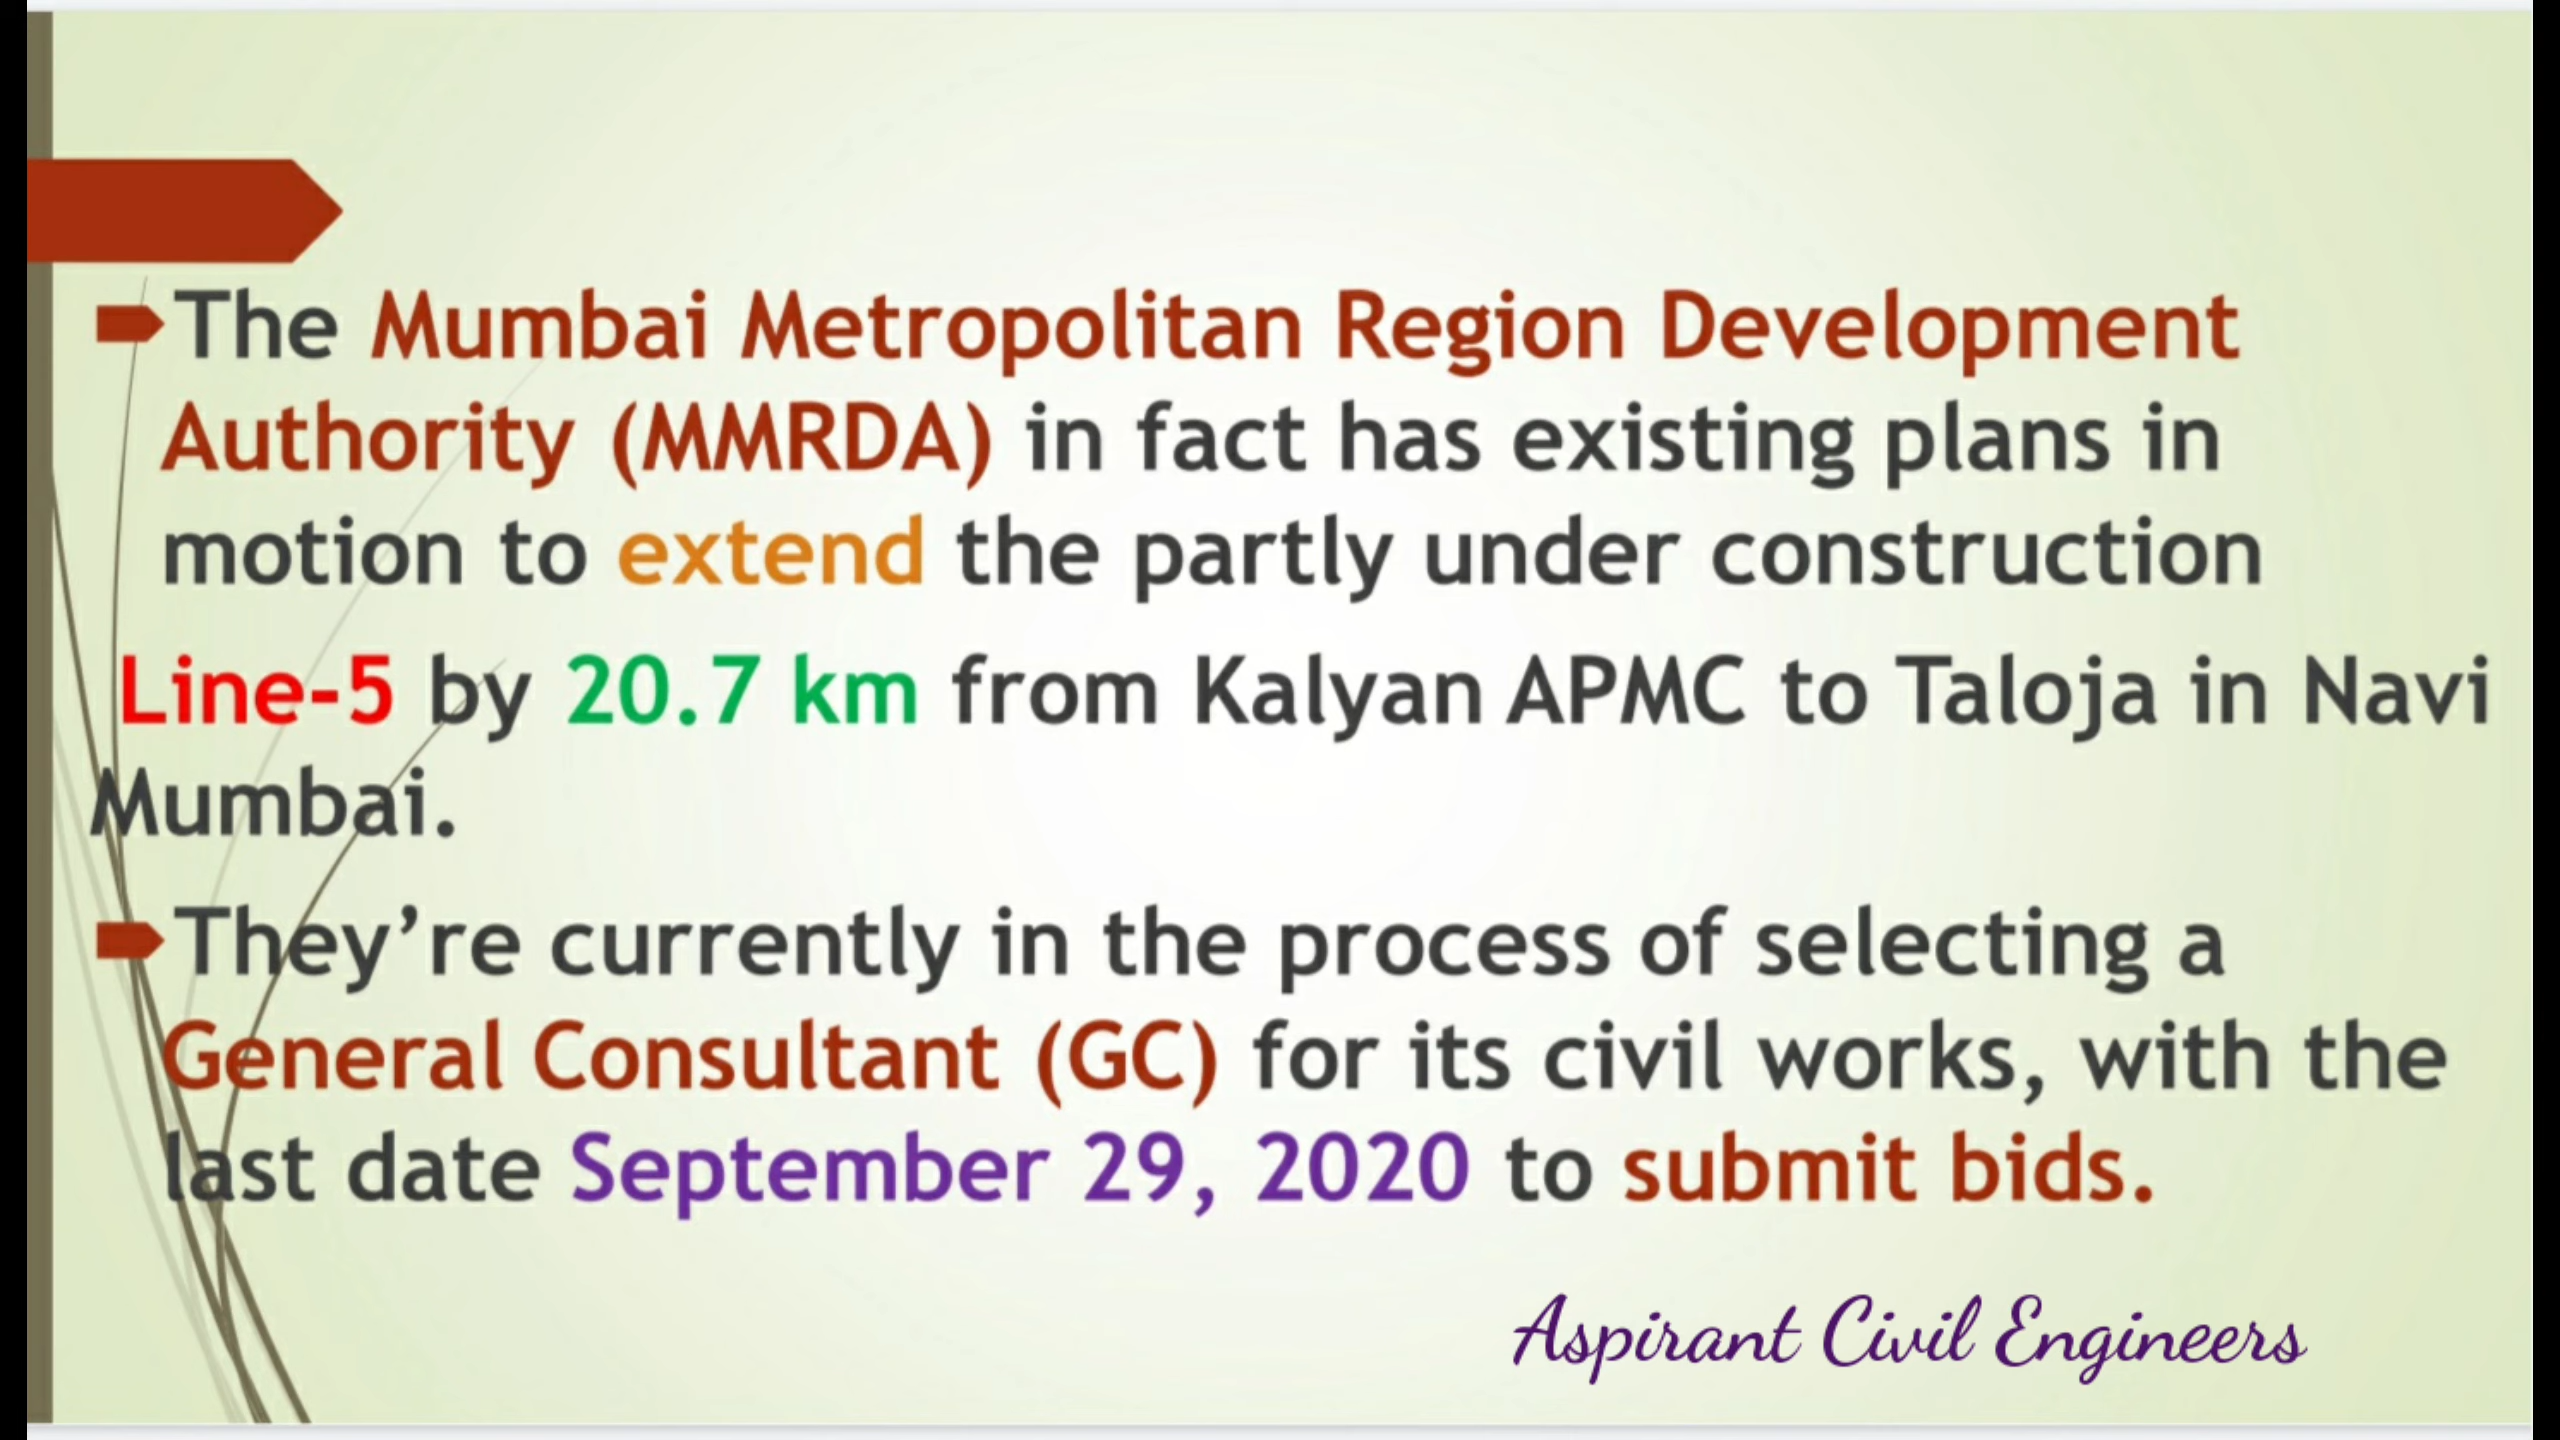 The Mumbai Metropolitan Region Development
Authority (MMRDA) in fact has existing plans in
motion to extend the partly under construction
Line-5 by 20.7 km from Kalyan APMC to Taloja in Navi
Mumbai.
They’re currently in the process of selecting a
General Consultant (GC) for its civil works, with the
last date September 29, 2020 to submit bids.
Aspirant Civil Engineers